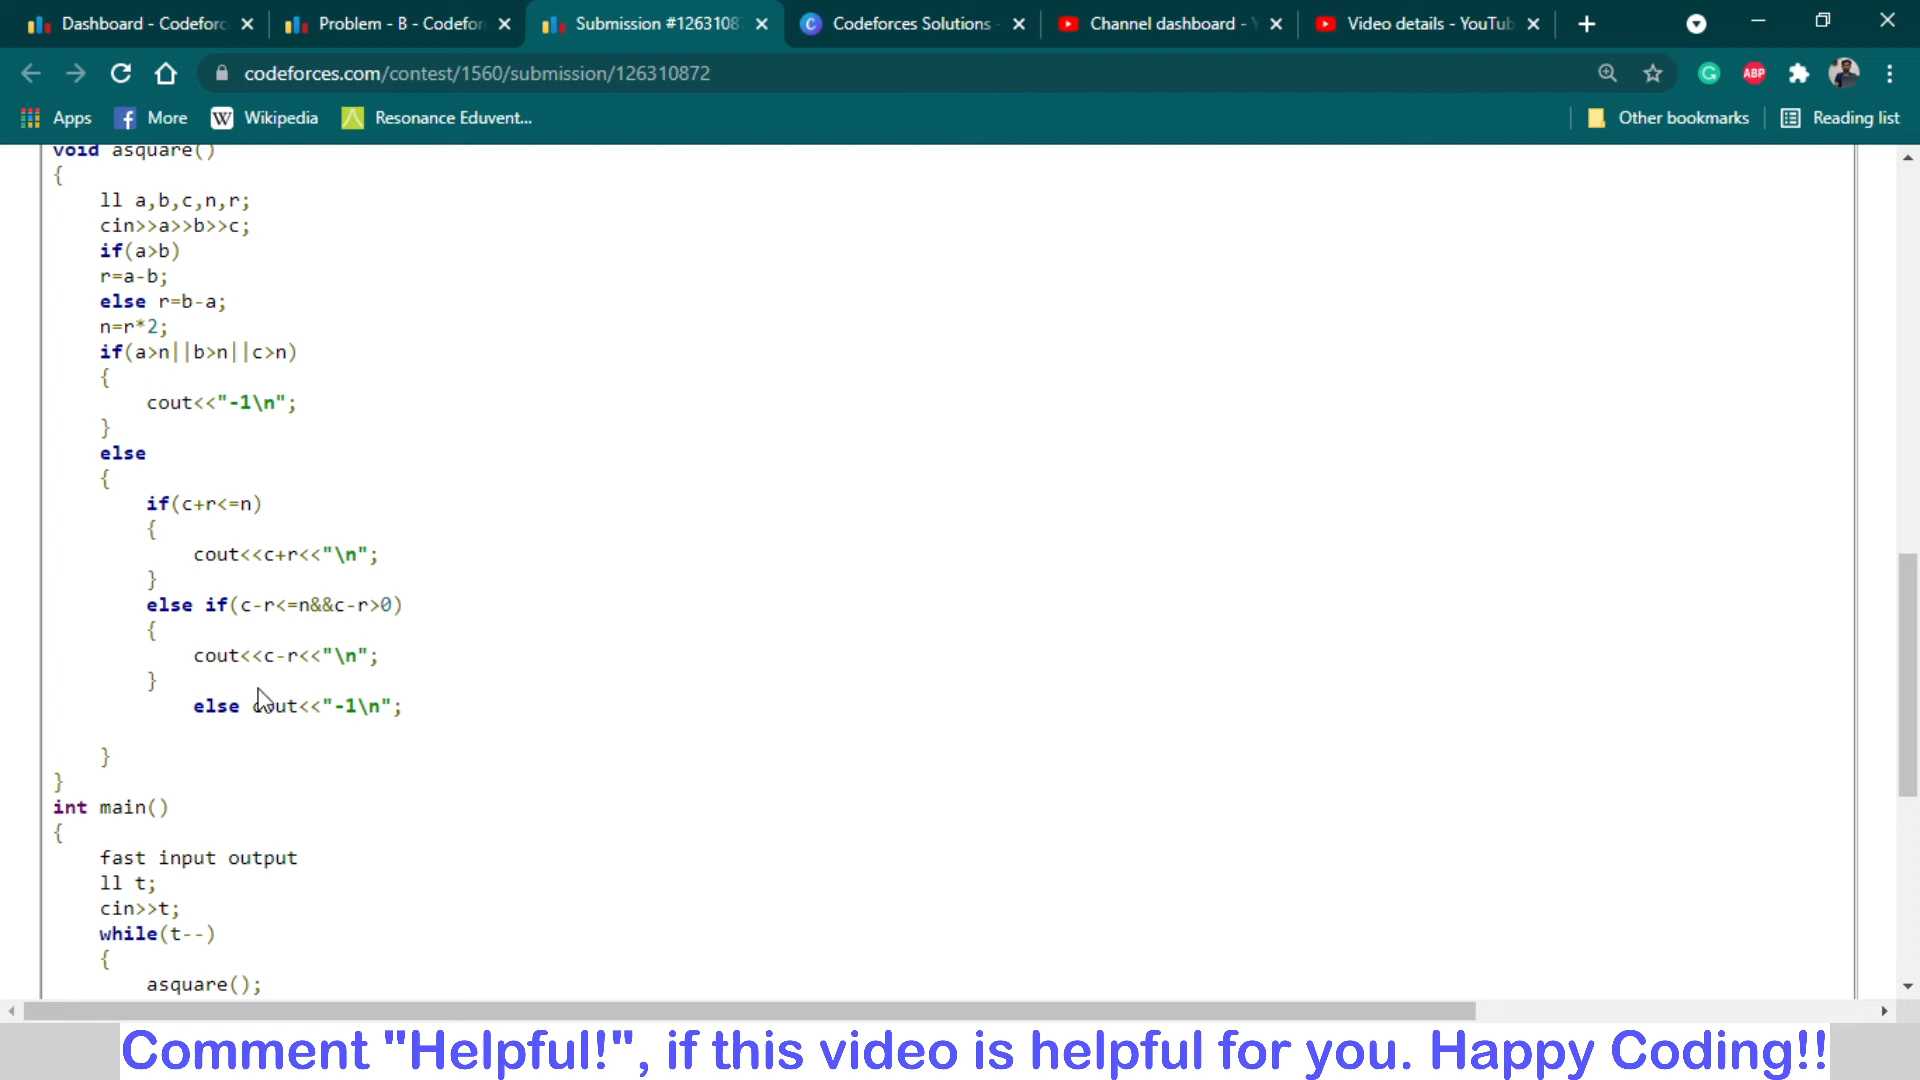 Dashboard - Codeforc
Problem - B - Codefor
Submission #1263108
Codeforces Solutions -
Channel dashboard -
Video details - YouTub
codeforces.com/contest/1560/submission/126310872
ABP
Apps
More
W Wikipedia
Resonance Eduvent...
Other bookmarks
Reading list
void asquare()
{
ll a,b,c,n,r;
cin>>a>>b>>c;
if(a>b)
r=a-b;
else r=b-a;
n=r*2;
if(a>n||b>n||c>n)
{
cout<<"-1\n";
}
else
{
if(c+r<=n)
{
cout<<c+r<<"\n";
}
else if(c-r<=n&&c-r>0)
{
cout<<c-r<<"\n";
}
else cout<<"-1\n";
}
}
int main()
{
fast input output
ll t;
cin>>t;
while(t--)
{
asquare();
Comment "Helpful!", if this video is helpful for you. Happy Coding!!